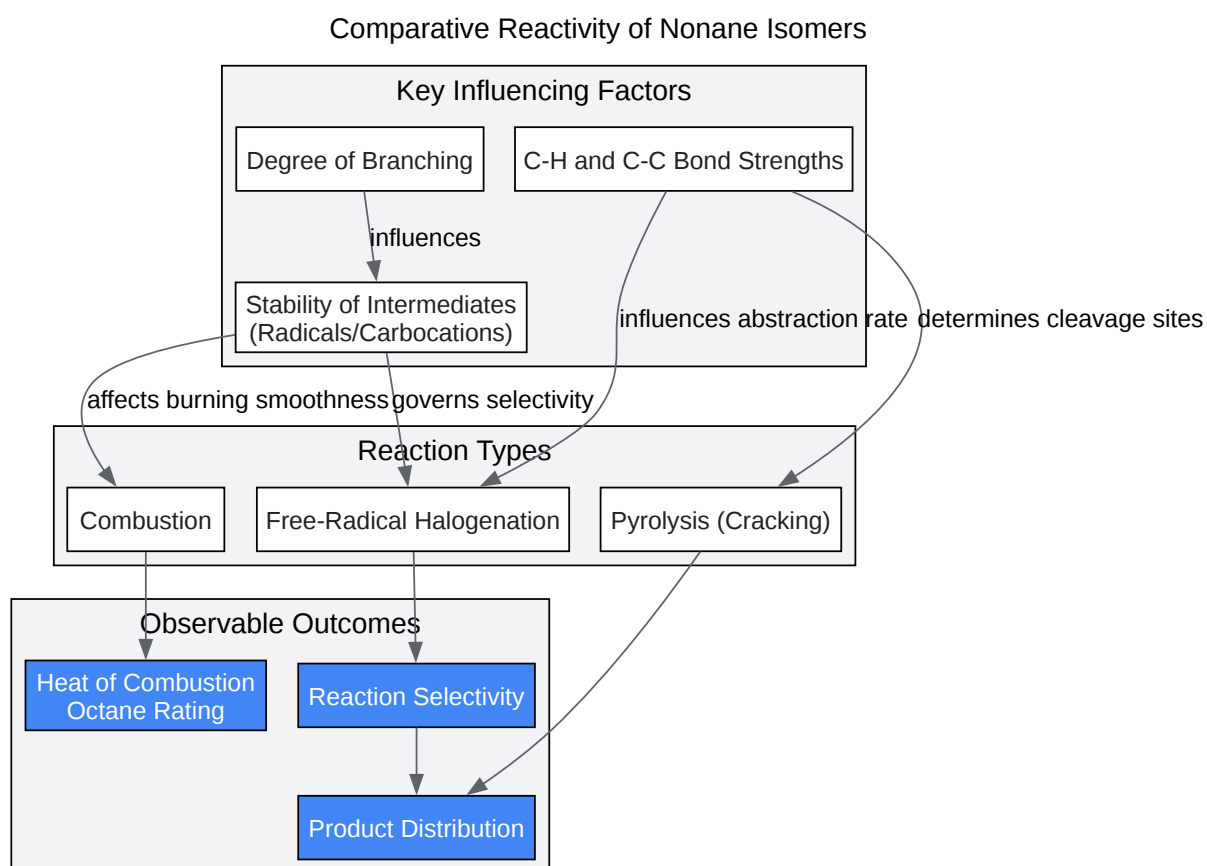 Comparative Reactivity of Nonane Isomers
Key Influencing Factors
Degree of Branching
C-H and C-C Bond Strengths
influences
Stability of Intermediates
(Radicals/Carbocations)
influences abstraction rate
determines cleavage sites
affects burning smoothness
governs selectivity
Reaction Types
Combustion
Free-Radical Halogenation
Pyrolysis (Cracking)
Observable Outcomes
Heat of Combustion
Octane Rating
Reaction Selectivity
Product Distribution